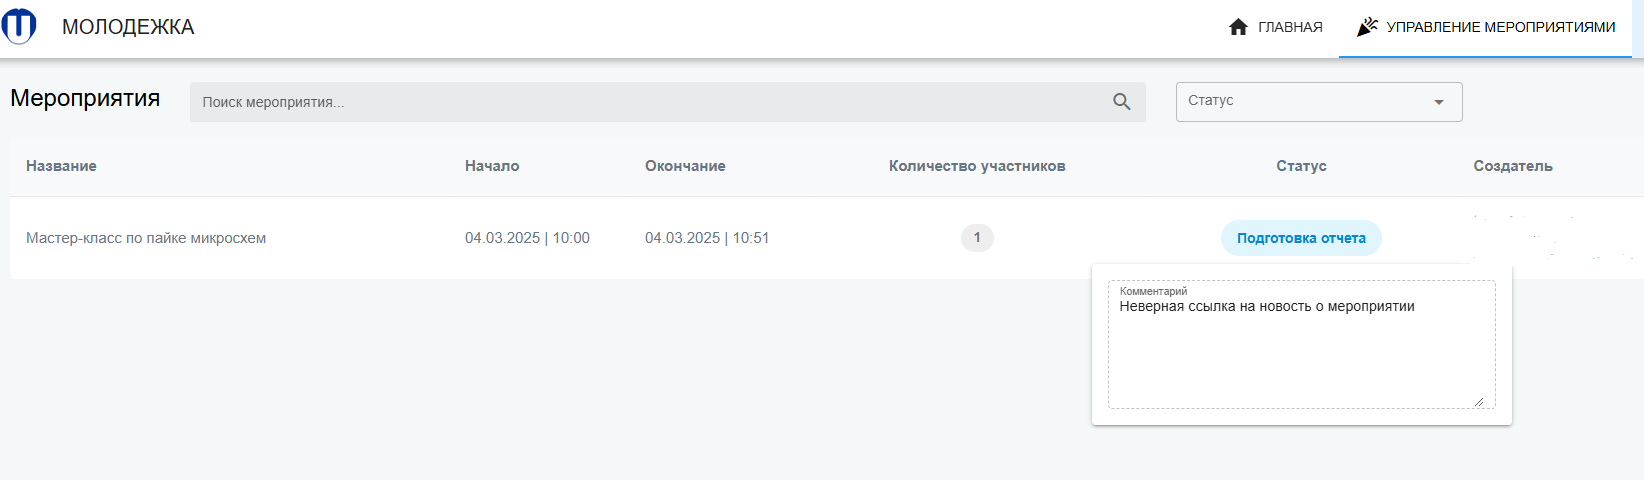 МОЛОДЕЖКА
ГЛАВНАЯ
УПРАВЛЕНИЕ МЕРОПРИЯТИЯМИ
Мероприятия
Поиск мероприятия...
Статус
Название Начало Окончание Количество участников Статус Создатель
Мастер-класс по пайке микросхем 04.03.2025 | 10:00 04.03.2025 | 10:51 1 Подготовка отчета
Комментарий
Неверная ссылка на новость о мероприятии